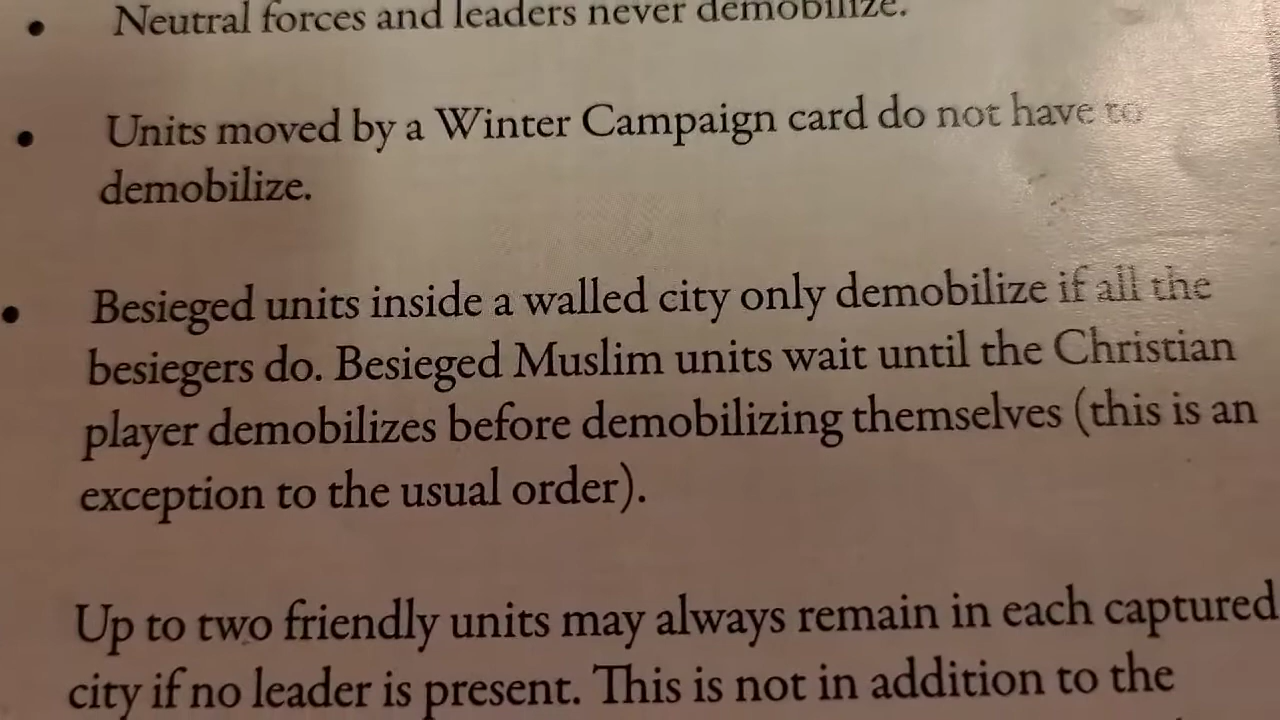 • Neutral forces and leaders never demobilize.
• Units moved by a Winter Campaign card do not have to
demobilize.
• Besieged units inside a walled city only demobilize if all the
besiegers do. Besieged Muslim units wait until the Christian
player demobilizes before demobilizing themselves (this is an
exception to the usual order).
Up to two friendly units may always remain in each captured
city if no leader is present. This is not in addition to the